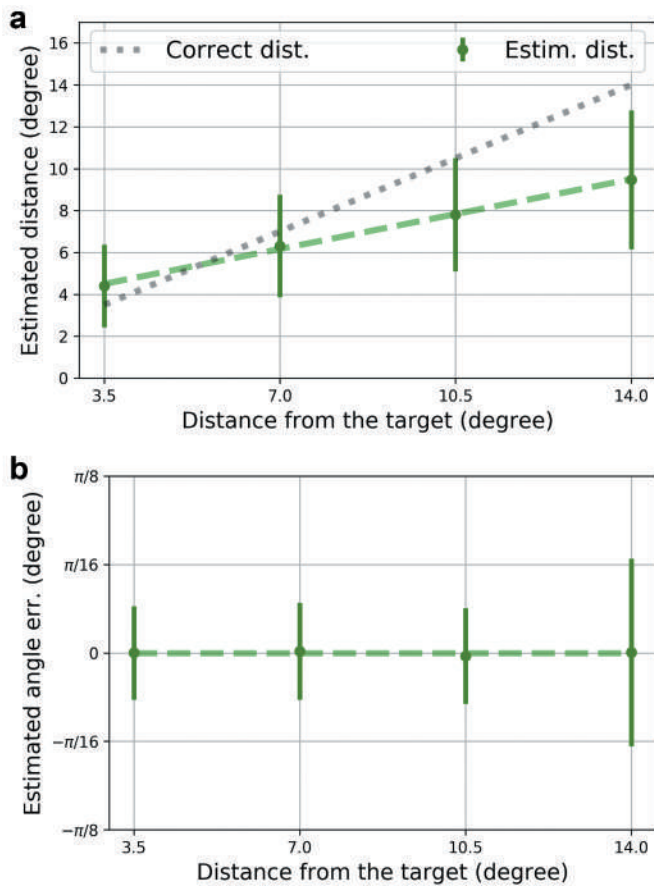 a
16
Correct dist.
Estim. dist.
14
12
10
8
6
4
2
0
Estimated distance (degree)
3.5 7.0 10.5 14.0
Distance from the target (degree)
b
π/8
π/16
0
−π/16
−π/8
Estimated angle err. (degree)
3.5 7.0 10.5 14.0
Distance from the target (degree)